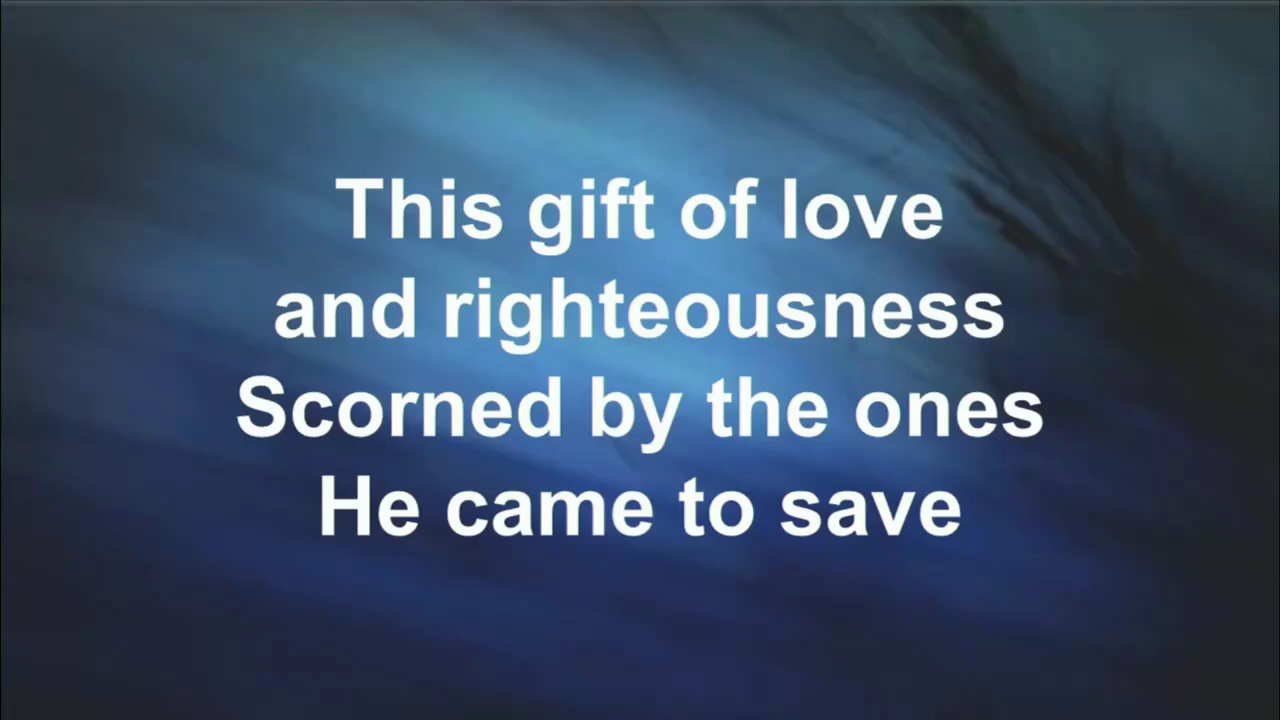 This gift of love
and righteousness
Scorned by the ones
He came to save